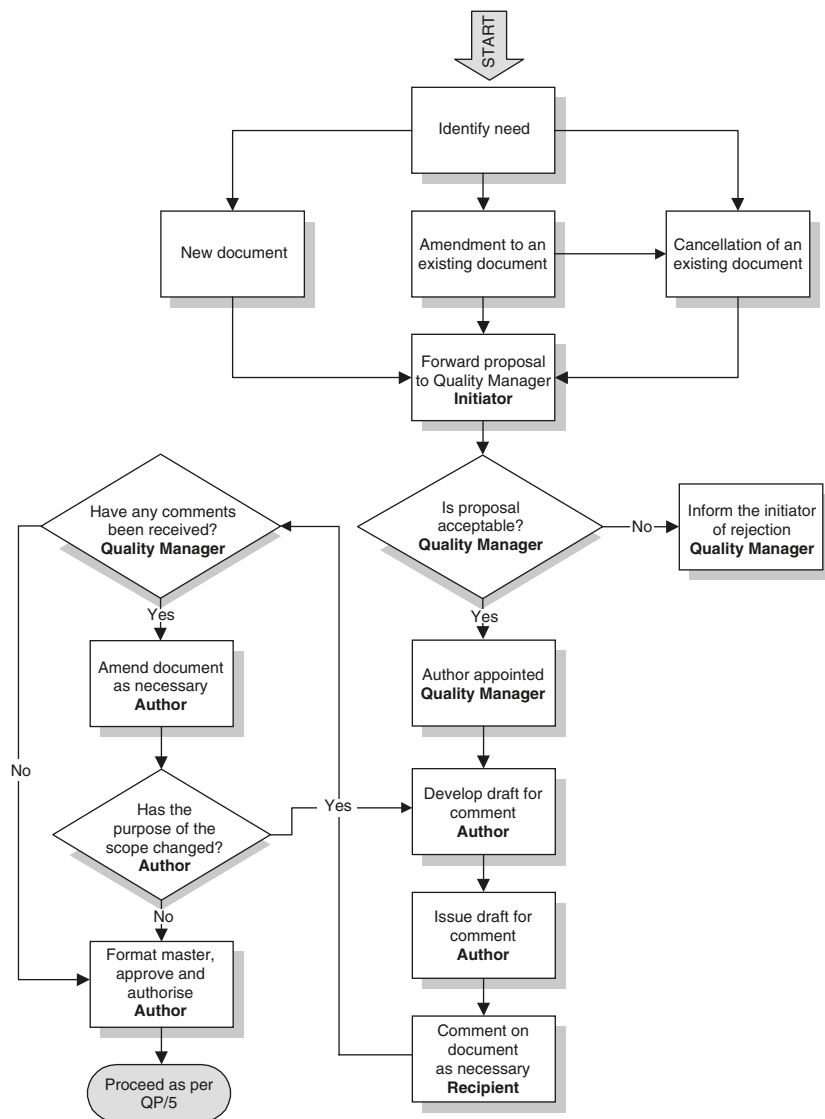 START
Identify need
New document
Amendment to an
existing document
Cancellation of an
existing document
Forward proposal
to Quality Manager
Initiator
Is proposal
acceptable?
Quality Manager
No
Inform the initiator
of rejection
Quality Manager
Yes
Author appointed
Quality Manager
Develop draft for
comment
Author
Issue draft for
comment
Author
Comment on
document
as necessary
Recipient
Have any comments
been received?
Quality Manager
Yes
No
Amend document
as necessary
Author
Has the
purpose of the
scope changed?
Author
Yes
No
Format master,
approve and
authorise
Author
Proceed as per
QP/5